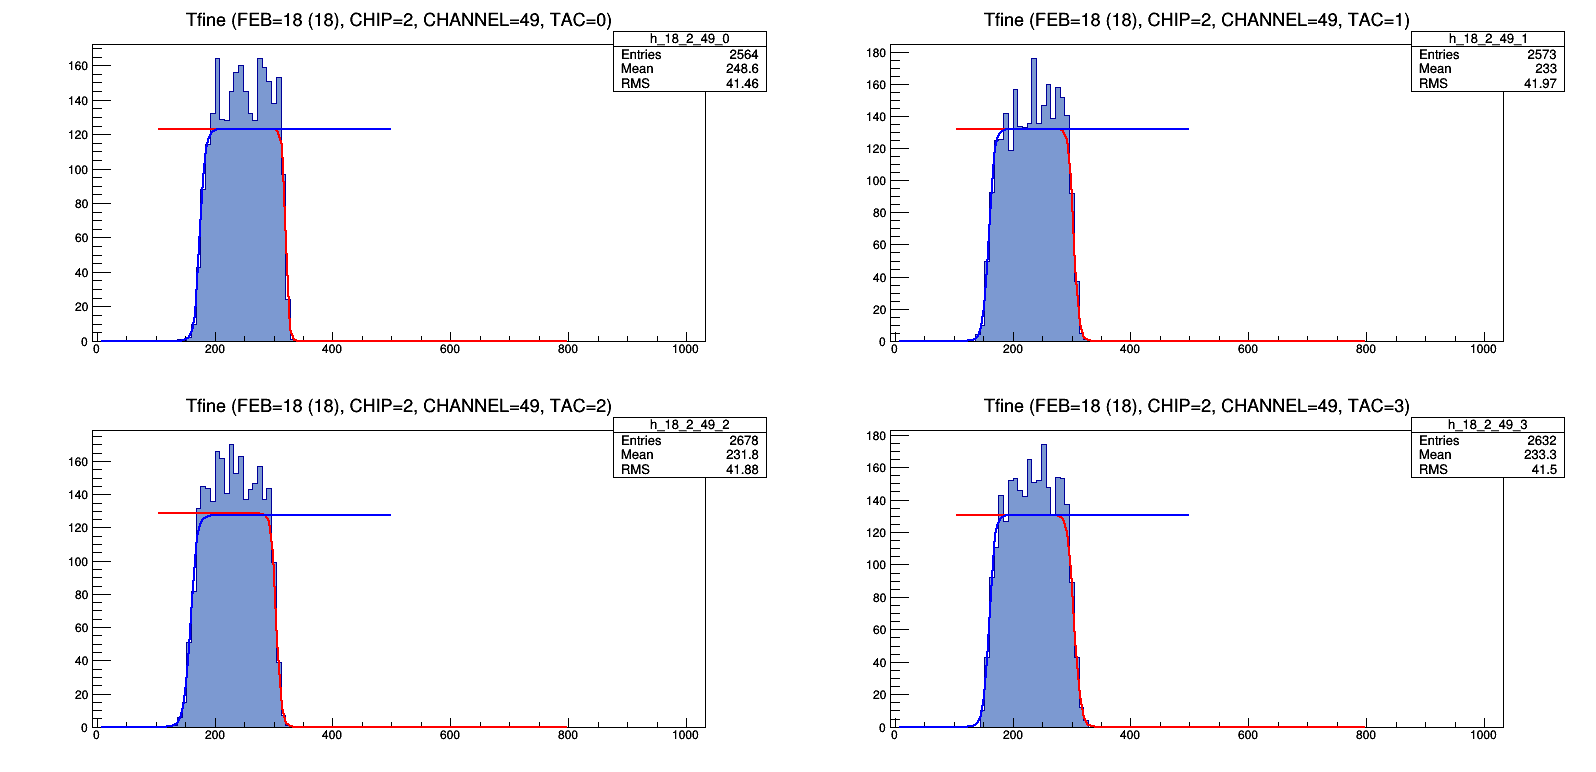 Tfine (FEB=18 (18), CHIP=2, CHANNEL=49, TAC=0)
h_18_2_49_0
Entries 2564
Mean 248.6
RMS 41.46
160
140
120
100
80
60
40
20
0
0 200 400 600 800 1000
Tfine (FEB=18 (18), CHIP=2, CHANNEL=49, TAC=1)
h_18_2_49_1
Entries 2573
Mean 233
RMS 41.97
180
160
140
120
100
80
60
40
20
0
0 200 400 600 800 1000
Tfine (FEB=18 (18), CHIP=2, CHANNEL=49, TAC=2)
h_18_2_49_2
Entries 2678
Mean 231.8
RMS 41.88
160
140
120
100
80
60
40
20
0
0 200 400 600 800 1000
Tfine (FEB=18 (18), CHIP=2, CHANNEL=49, TAC=3)
h_18_2_49_3
Entries 2632
Mean 233.3
RMS 41.5
180
160
140
120
100
80
60
40
20
0
0 200 400 600 800 1000